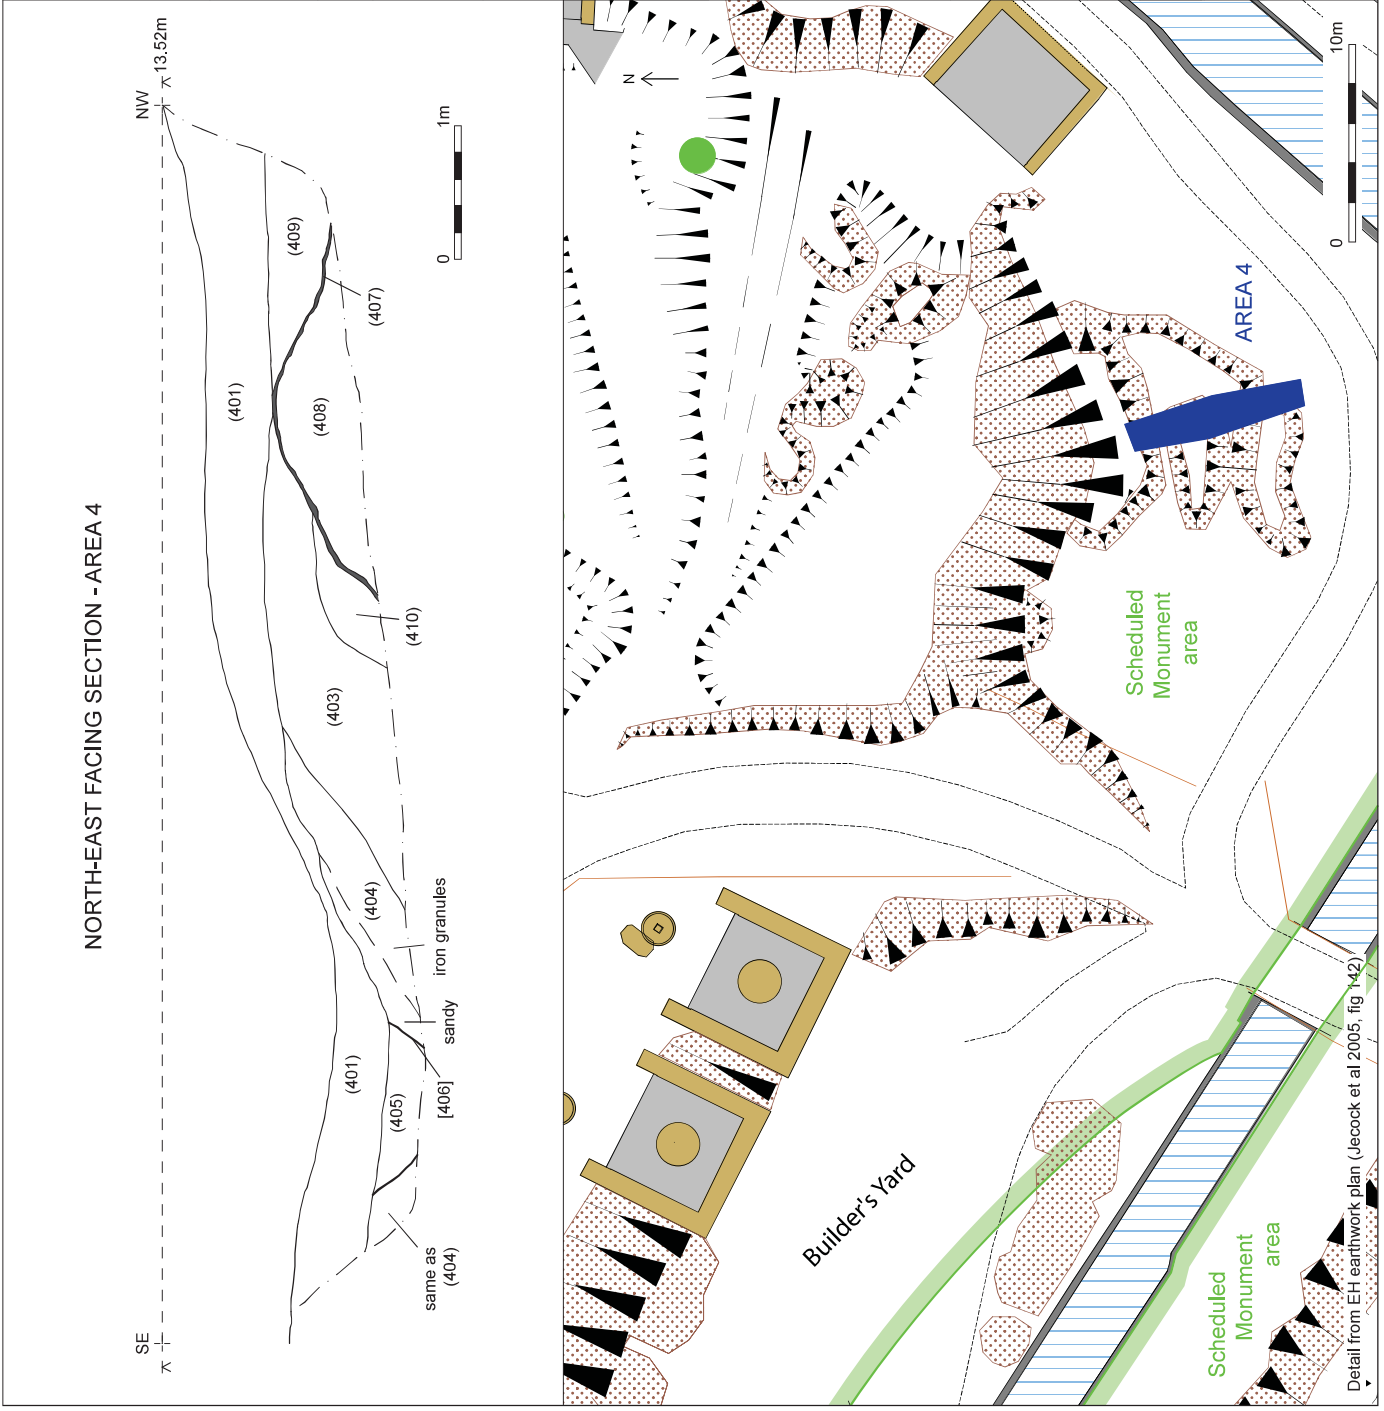 NORTH-EAST FACING SECTION - AREA 4
SE
NW
13.52m
(401)
(401)
(409)
(407)
(408)
(410)
(403)
(404)
iron granules
sandy
[406]
(405)
same as
(404)
0
1m
N
AREA 4
Scheduled
Monument
area
Builder's Yard
Scheduled
Monument
area
0
10m
Detail from EH earthwork plan (Jecock et al 2005, fig 142)